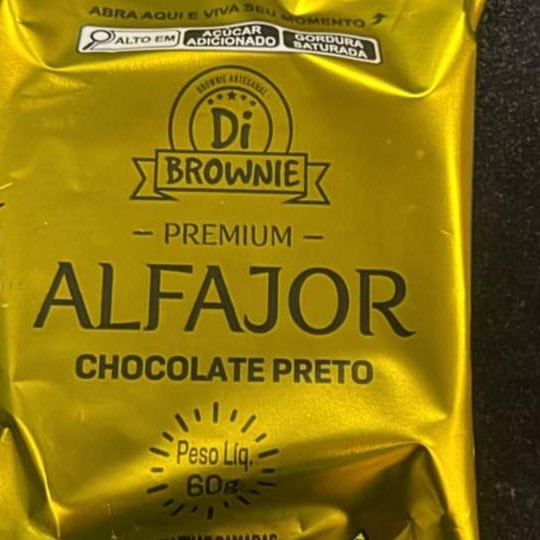 ABRA AQUI E VIVA SEU MOMENTO
ALTO EM
AÇÚCAR ADICIONADO
GORDURA SATURADA
BROWNIE ARTESANAL
Di
BROWNIE
— PREMIUM —
ALFAJOR
CHOCOLATE PRETO
Peso Líq.
60g